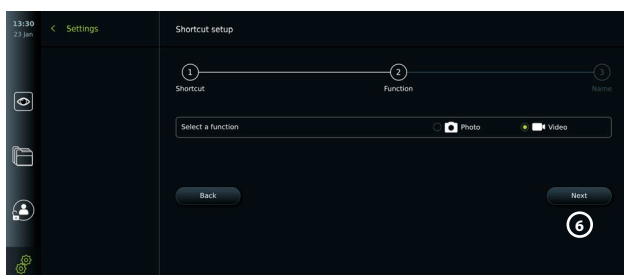 13:30
23 Jan
Settings
Shortcut setup
1
2
3
Shortcut
Function
Name
Select a function
Photo
Video
Back
Next
6